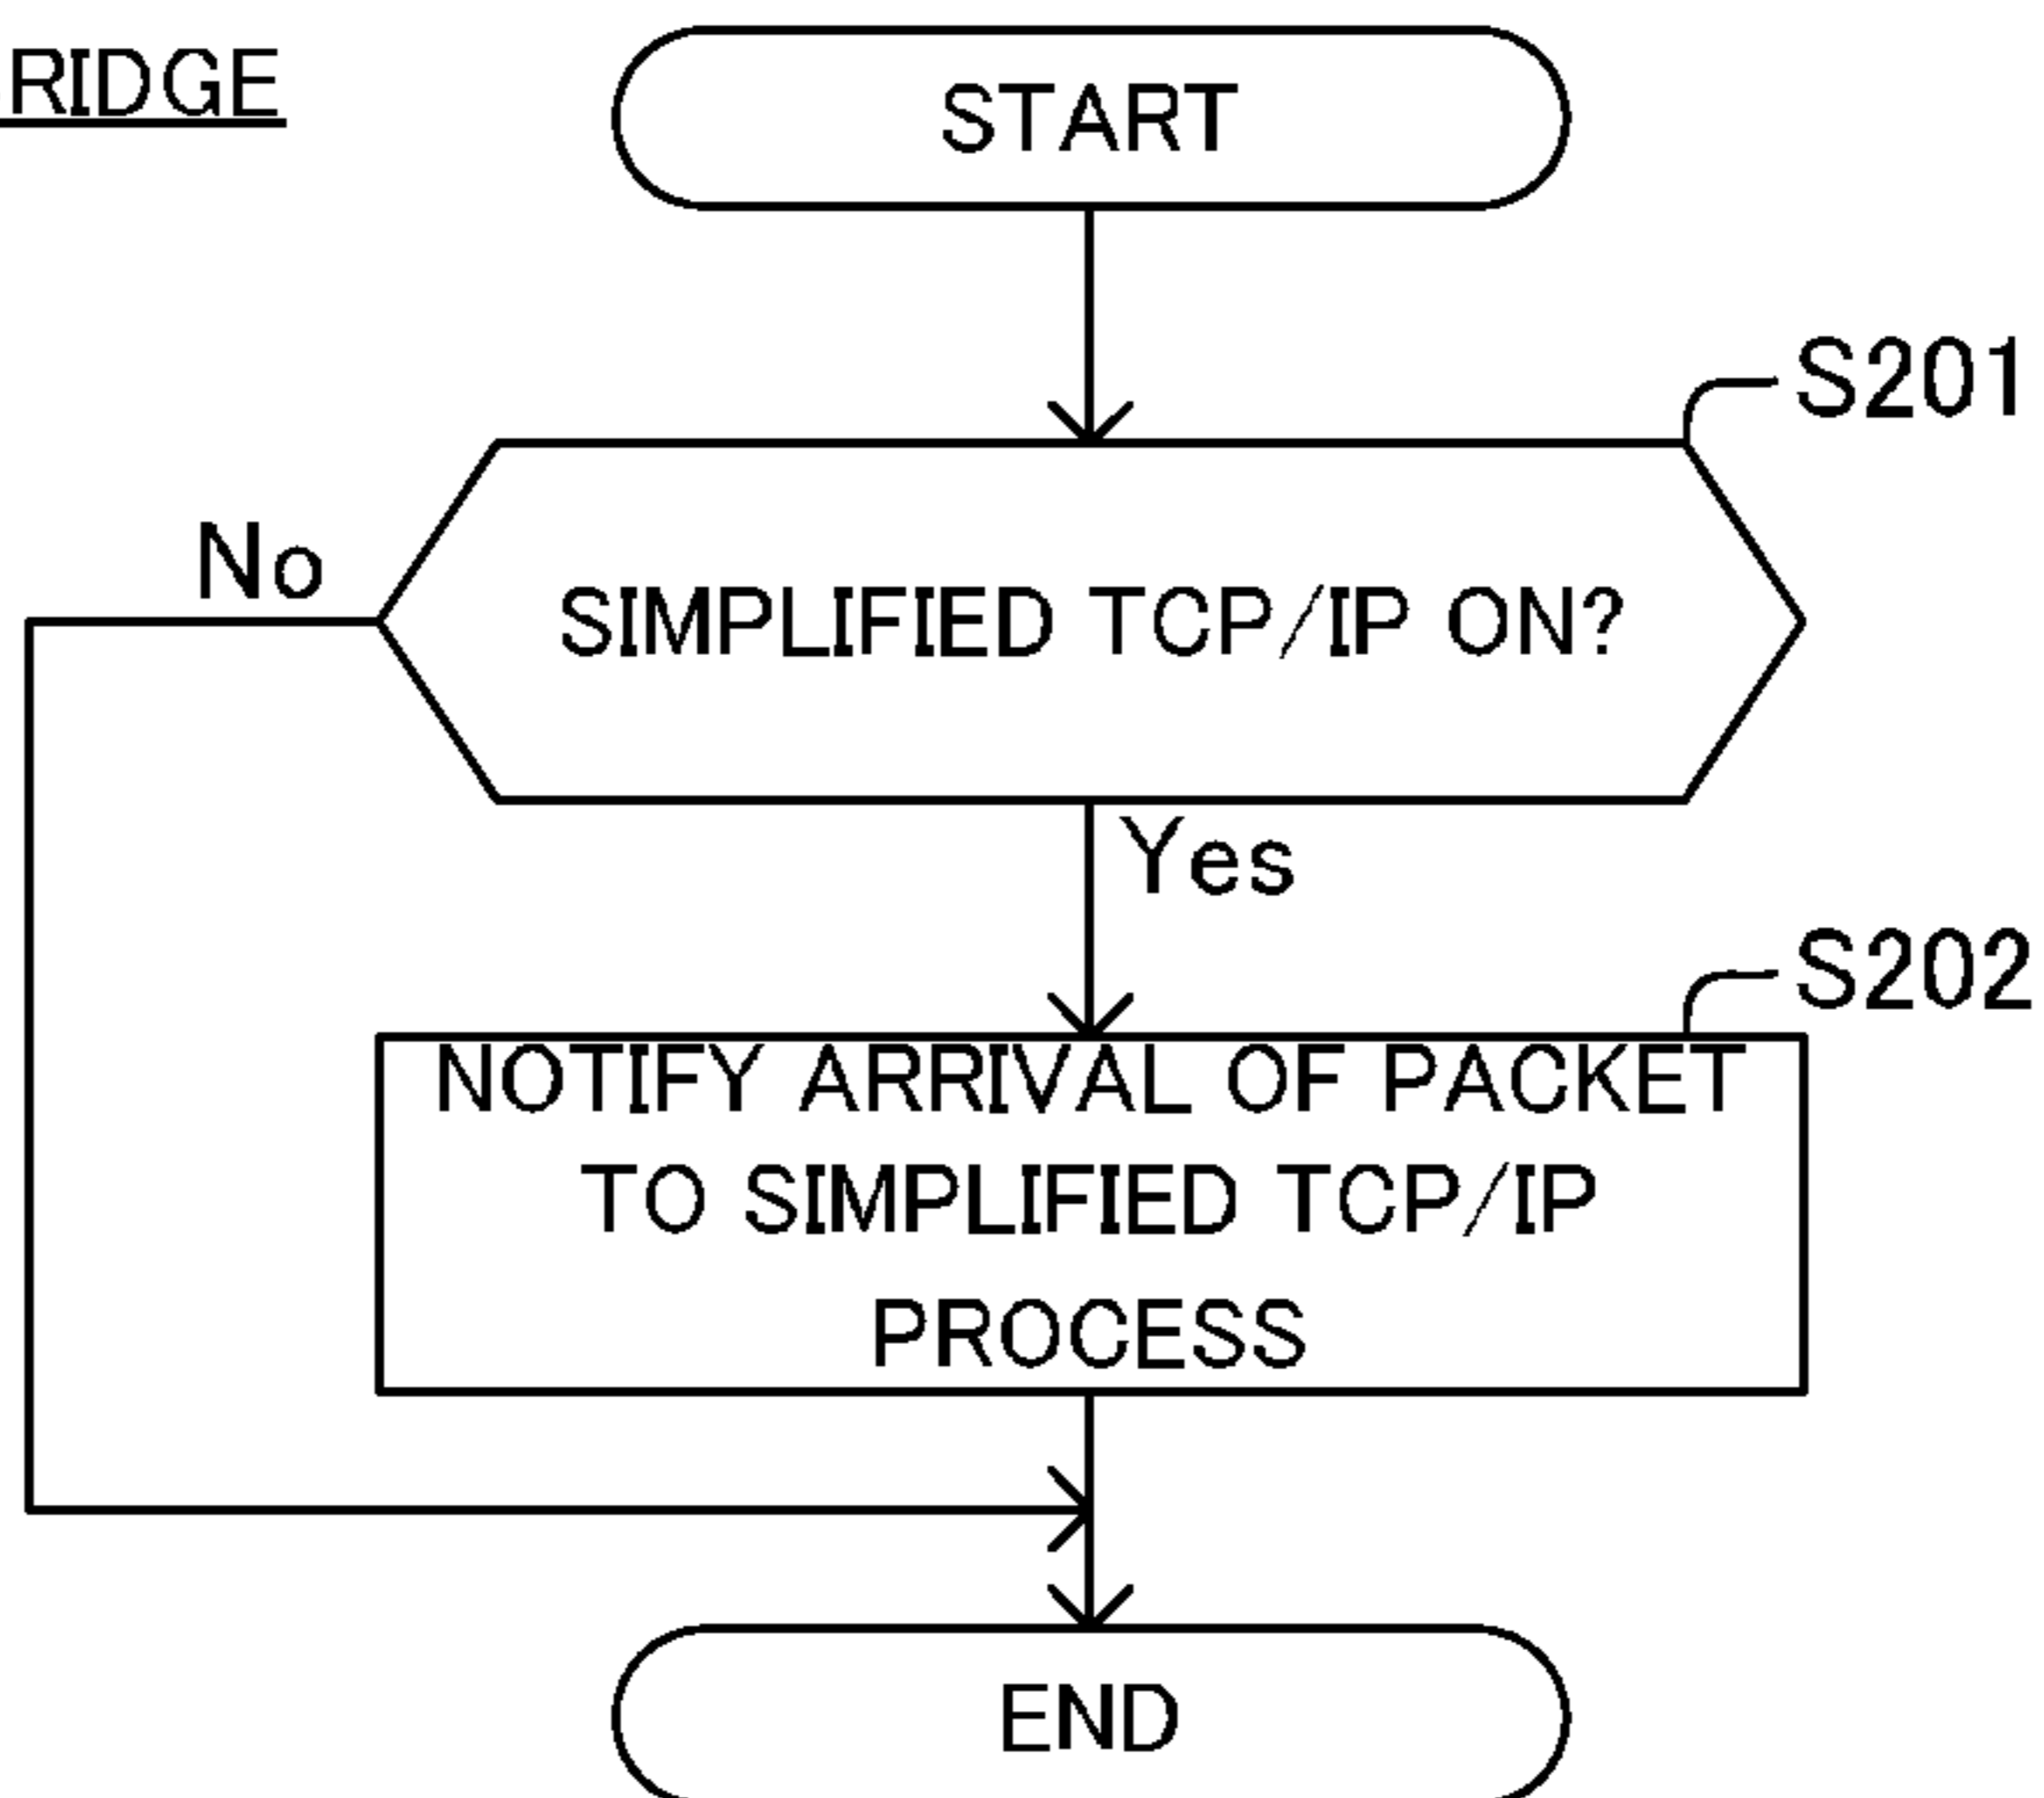 RIDGE
START
S201
No
SIMPLIFIED TCP/IP ON?
Yes
S202
NOTIFY ARRIVAL OF PACKET
TO SIMPLIFIED TCP/IP
PROCESS
END